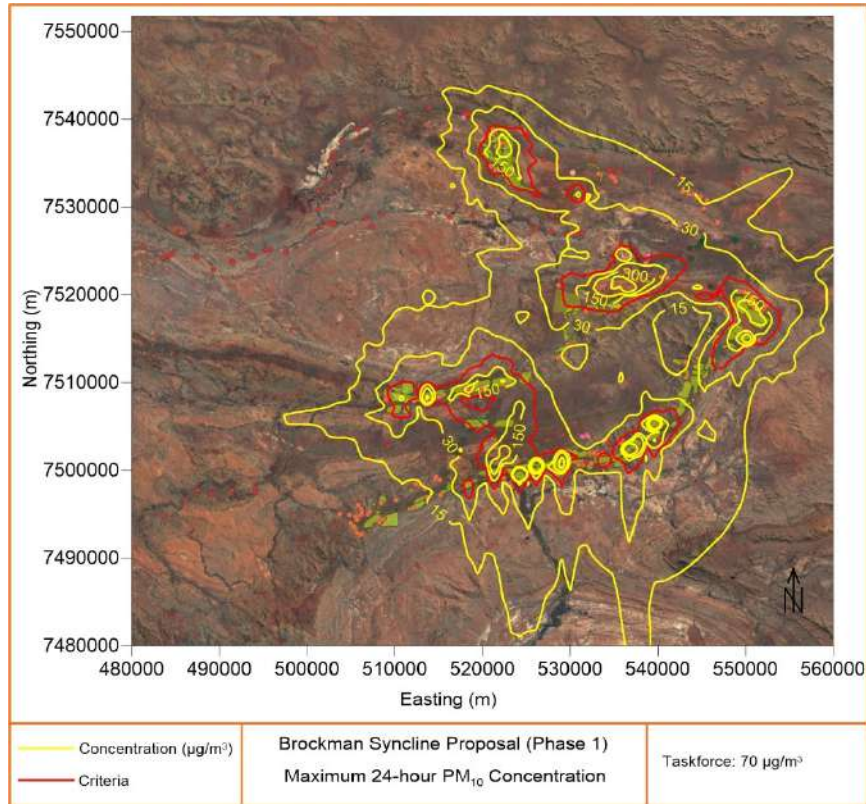 7550000
7540000
7530000
7520000
7510000
7500000
7490000
7480000
Northing (m)
150
15
30
300
150
150
30
15
150
150
30
15
N
480000 490000 500000 510000 520000 530000 540000 550000 560000
Easting (m)
Concentration (µg/m³)
Criteria
Brockman Syncline Proposal (Phase 1)
Maximum 24-hour PM₁₀ Concentration
Taskforce: 70 µg/m³